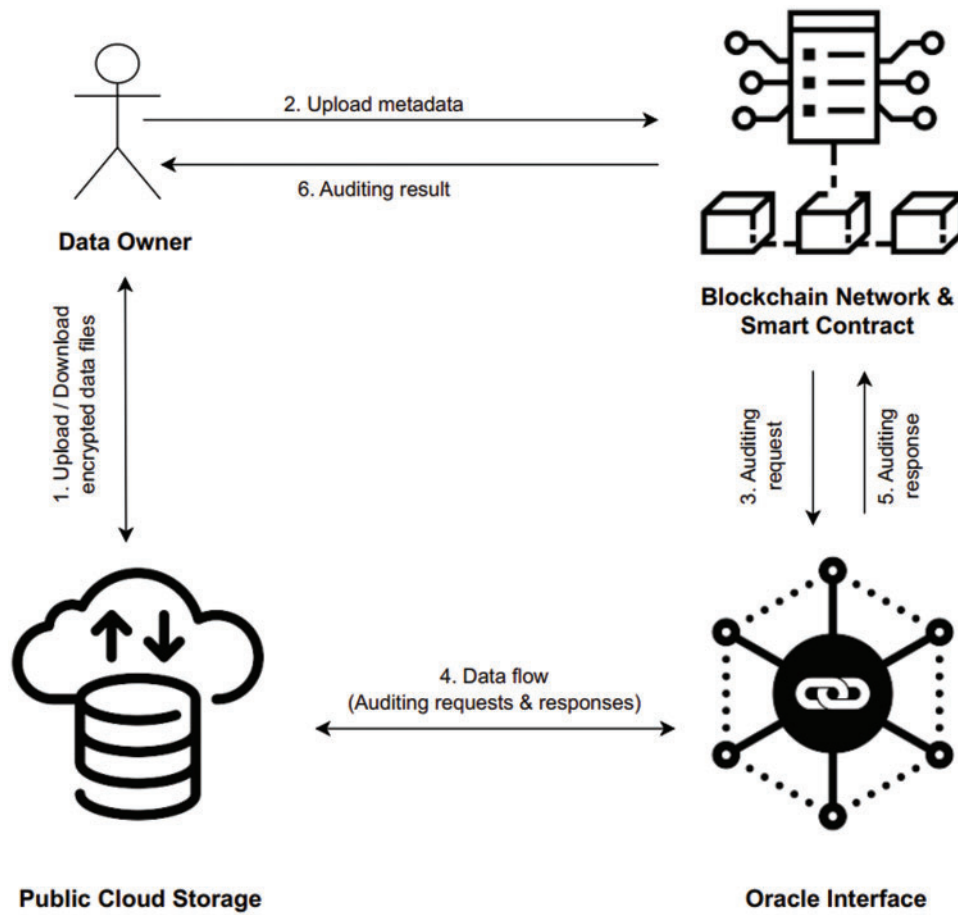 2. Upload metadata
6. Auditing result
Data Owner
Blockchain Network &
Smart Contract
1. Upload / Download
encrypted data files
3. Auditing
request
5. Auditing
response
4. Data flow
(Auditing requests & responses)
Public Cloud Storage
Oracle Interface